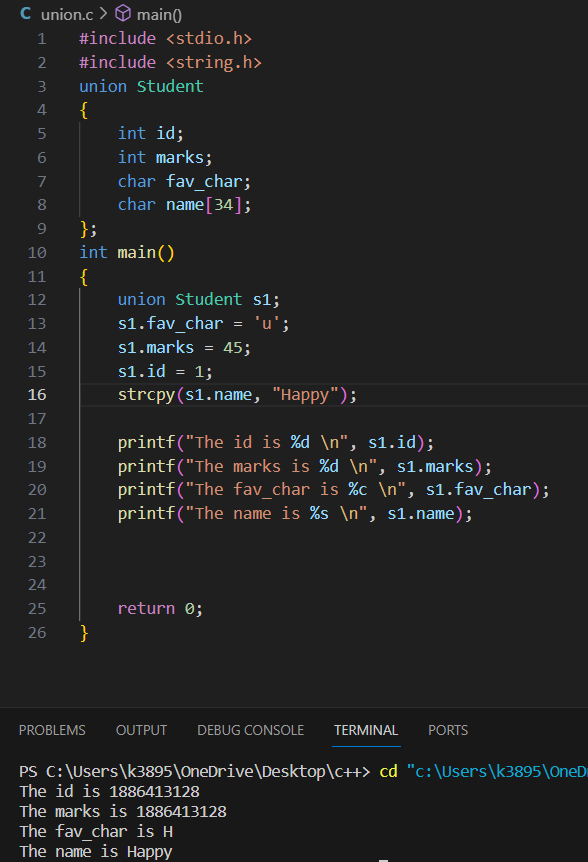 C union.c > main()
1 #include <stdio.h>
2 #include <string.h>
3 union Student
4 {
5     int id;
6     int marks;
7     char fav_char;
8     char name[34];
9 };
10 int main()
11 {
12     union Student s1;
13     s1.fav_char = 'u';
14     s1.marks = 45;
15     s1.id = 1;
16     strcpy(s1.name, "Happy");
17
18     printf("The id is %d \n", s1.id);
19     printf("The marks is %d \n", s1.marks);
20     printf("The fav_char is %c \n", s1.fav_char);
21     printf("The name is %s \n", s1.name);
22
23
24
25     return 0;
26 }
PROBLEMS OUTPUT DEBUG CONSOLE TERMINAL PORTS
PS C:\Users\k3895\OneDrive\Desktop\c++> cd "c:\Users\k3895\OneD
The id is 1886413128
The marks is 1886413128
The fav_char is H
The name is Happy